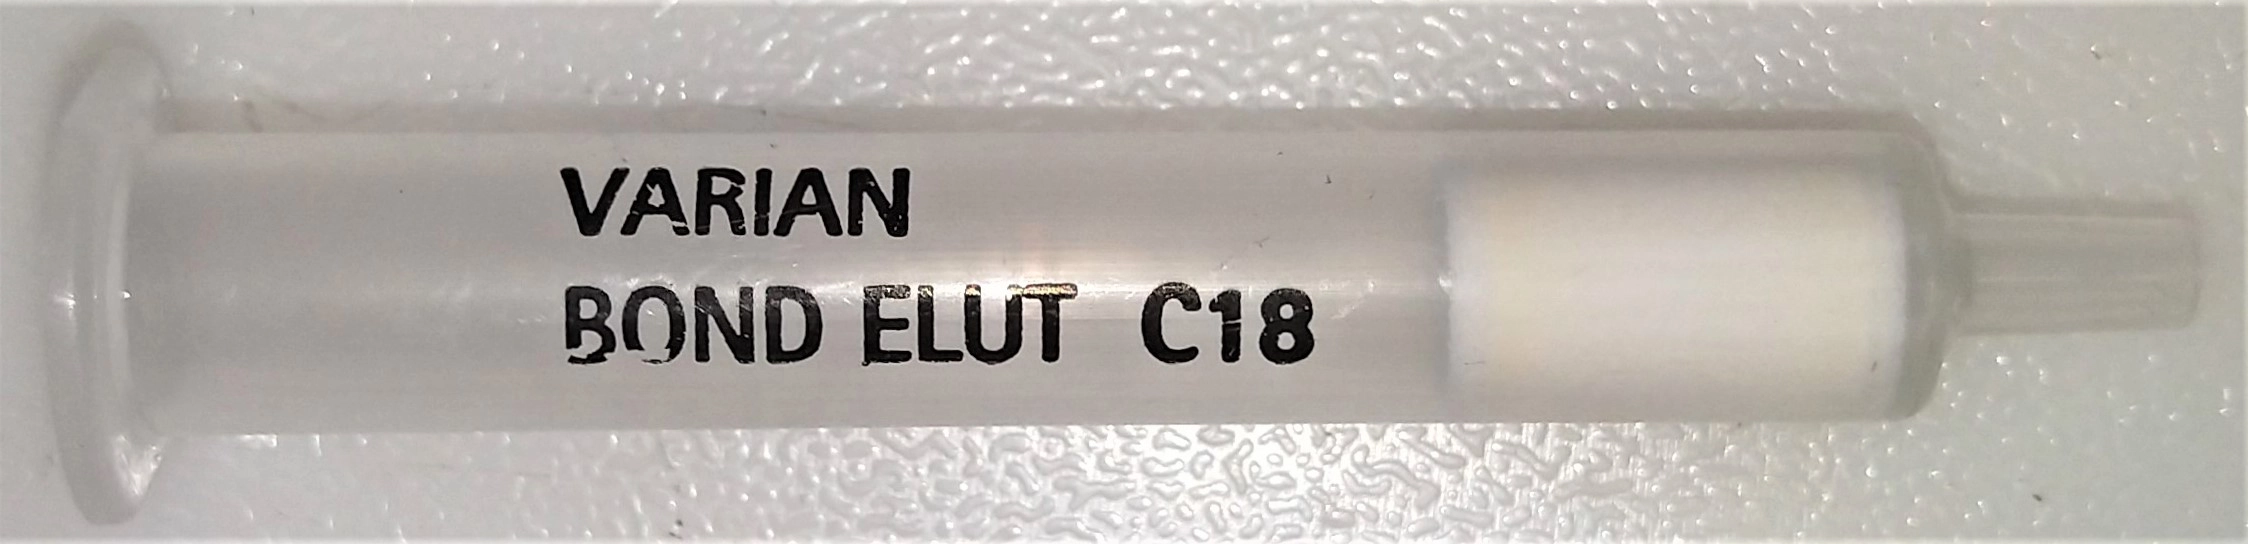 VARIAN
BOND ELUT C18